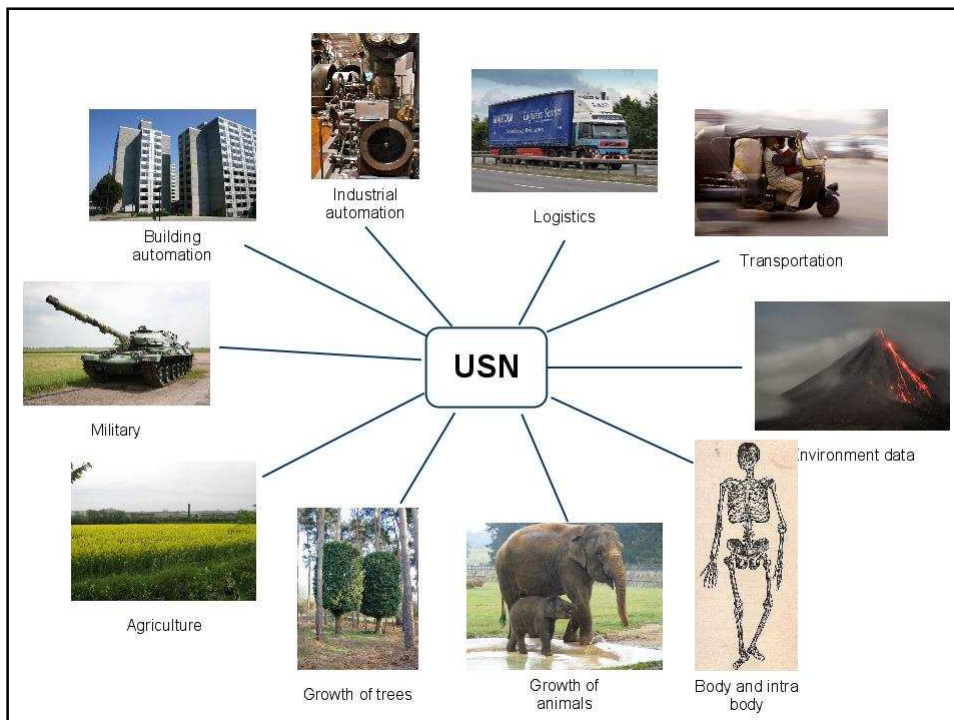 Industrial
automation
Logistics
Building
automation
Transportation
USN
Military
Environment data
Agriculture
Growth of trees
Growth of
animals
Body and intra
body